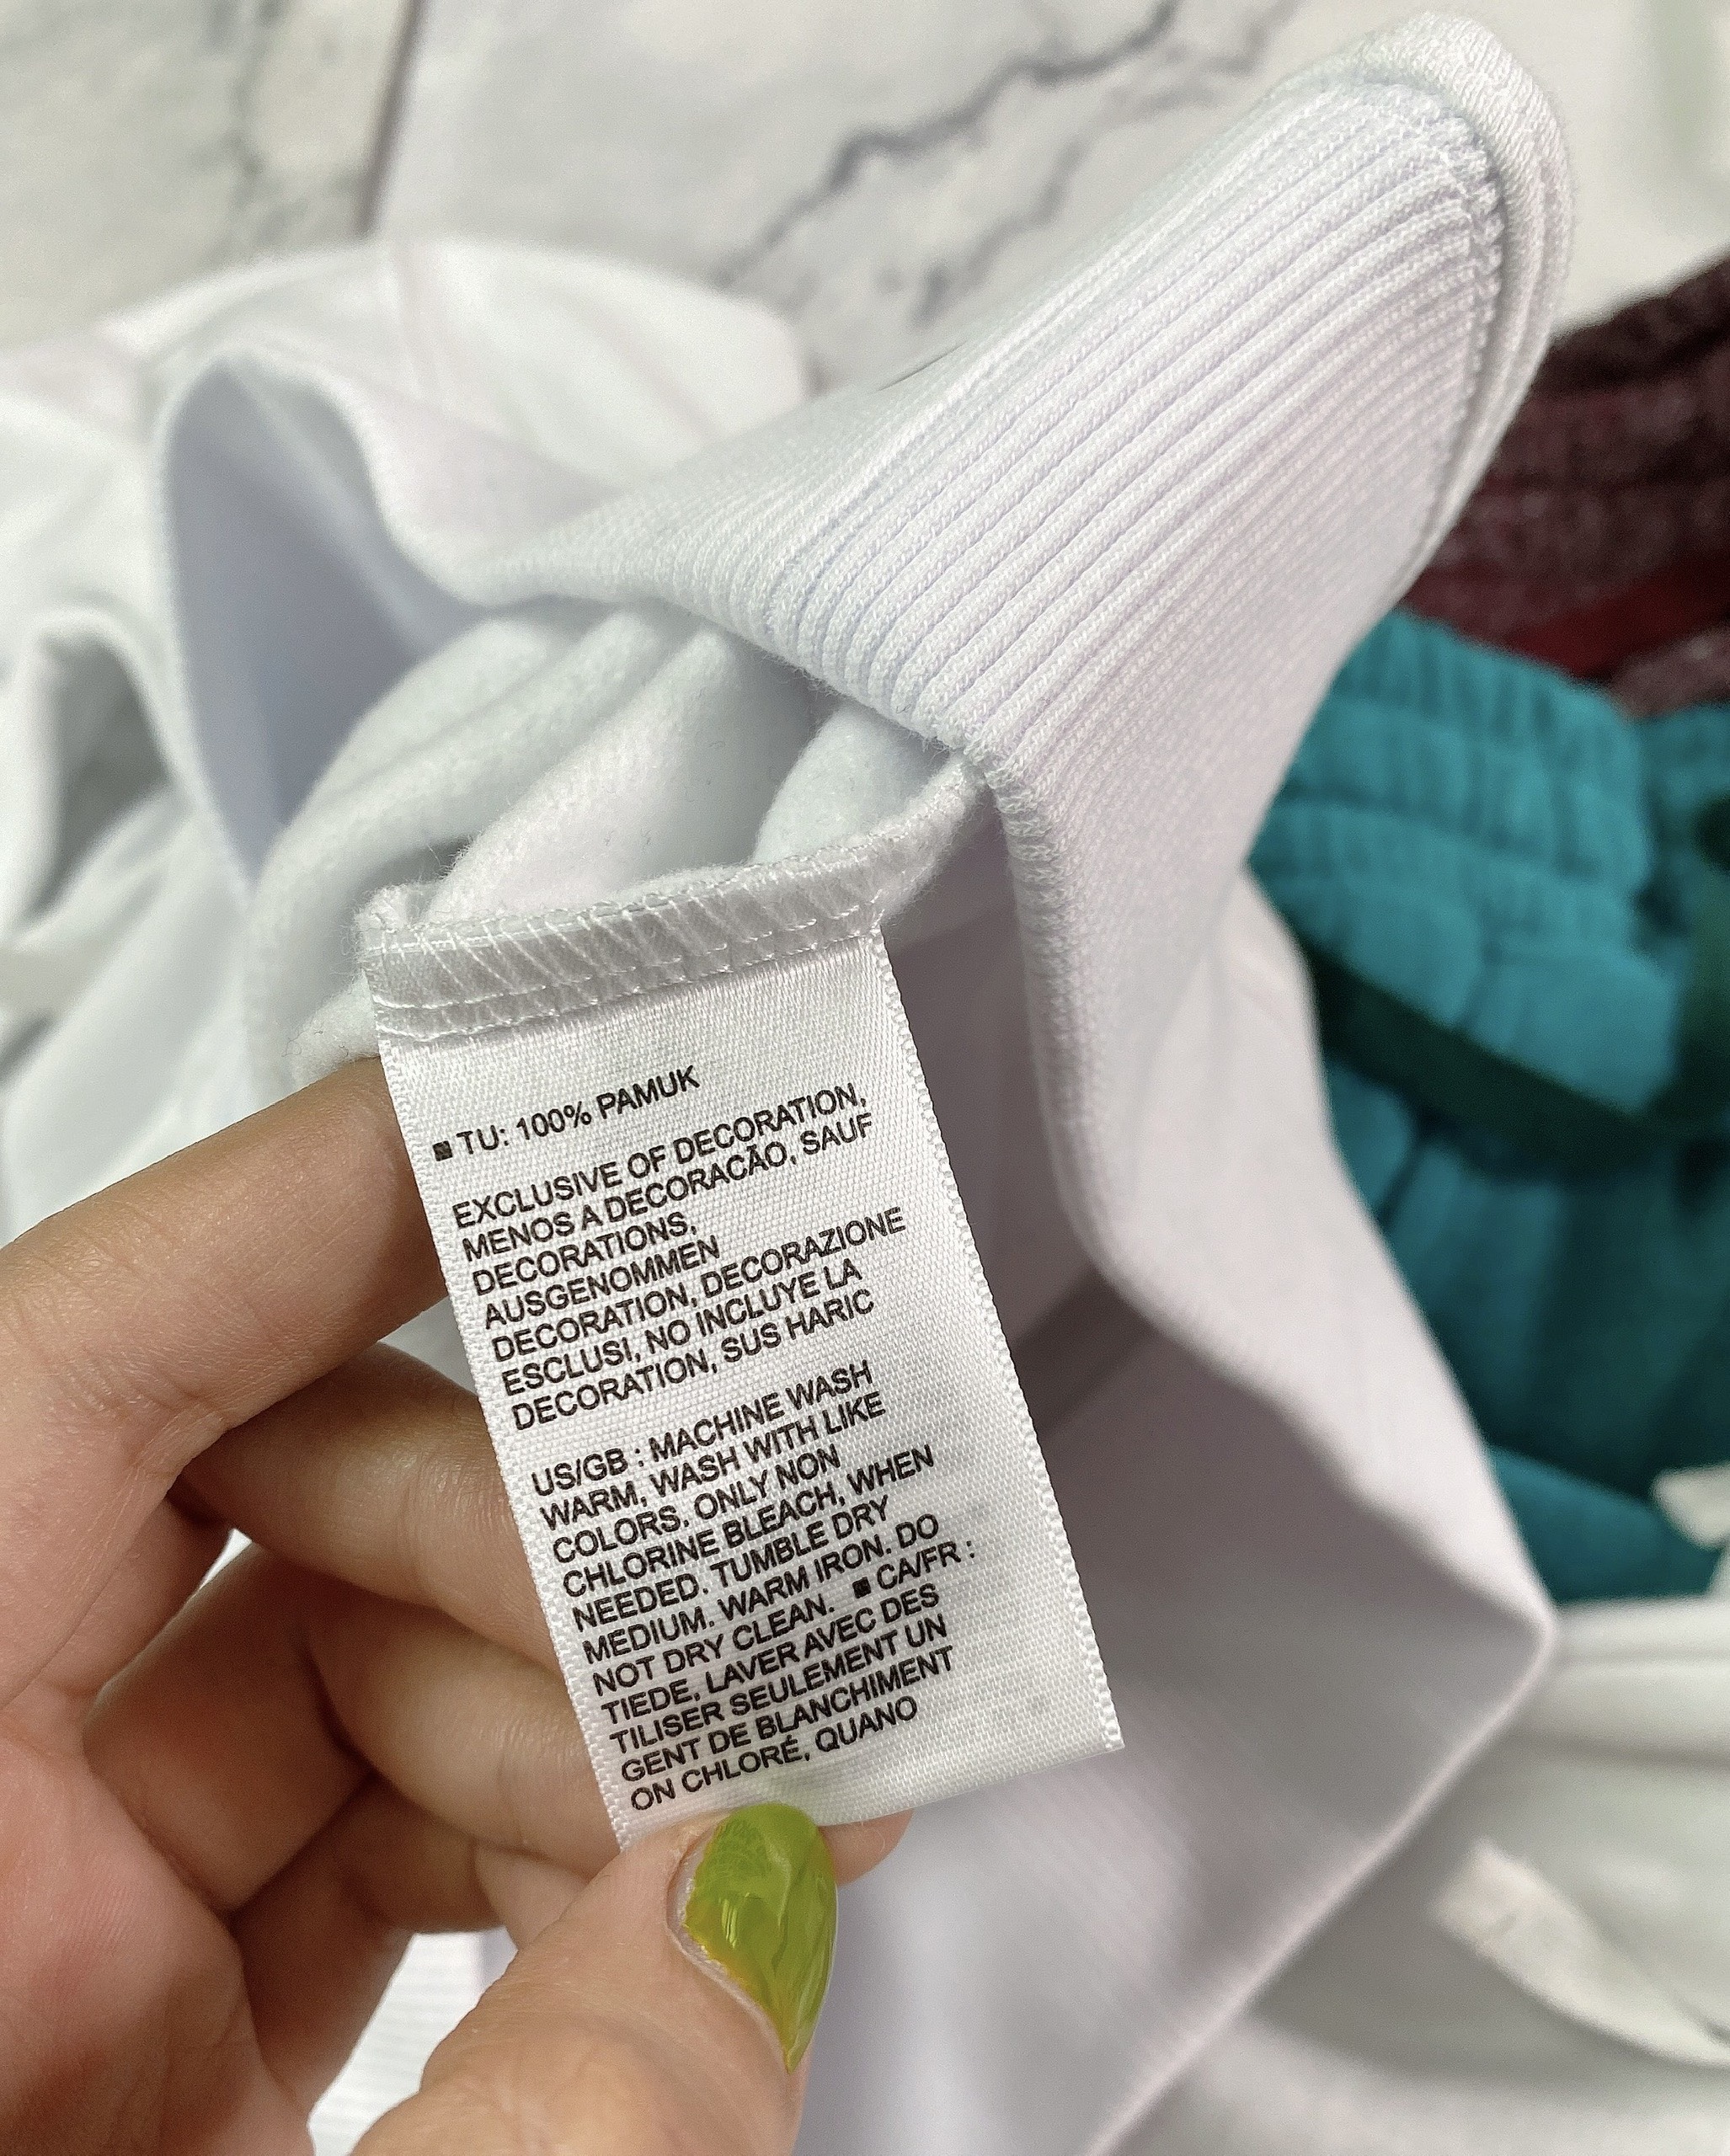 TU: 100% PAMUK
EXCLUSIVE OF DECORATION,
MENOS A DECORACÃO, SAUF
DECORATIONS,
AUSGENOMMEN
DECORATION, DECORAZIONE
ESCLUSI, NO INCLUYE LA
DECORATION, SUS HARIC
US/GB : MACHINE WASH
WARM, WASH WITH LIKE
COLORS. ONLY NON
CHLORINE BLEACH, WHEN
NEEDED. TUMBLE DRY
MEDIUM. WARM IRON. DO
NOT DRY CLEAN. ■ CA/FR :
TIEDE, LAVER AVEC DES
TILISER SEULEMENT UN
GENT DE BLANCHIMENT
ON CHLORÉ, QUANO